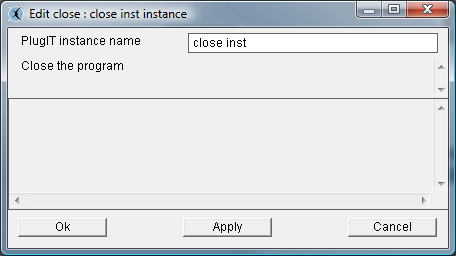 Edit close : close inst instance
PlugIT instance name
close inst
Close the program
Ok
Apply
Cancel